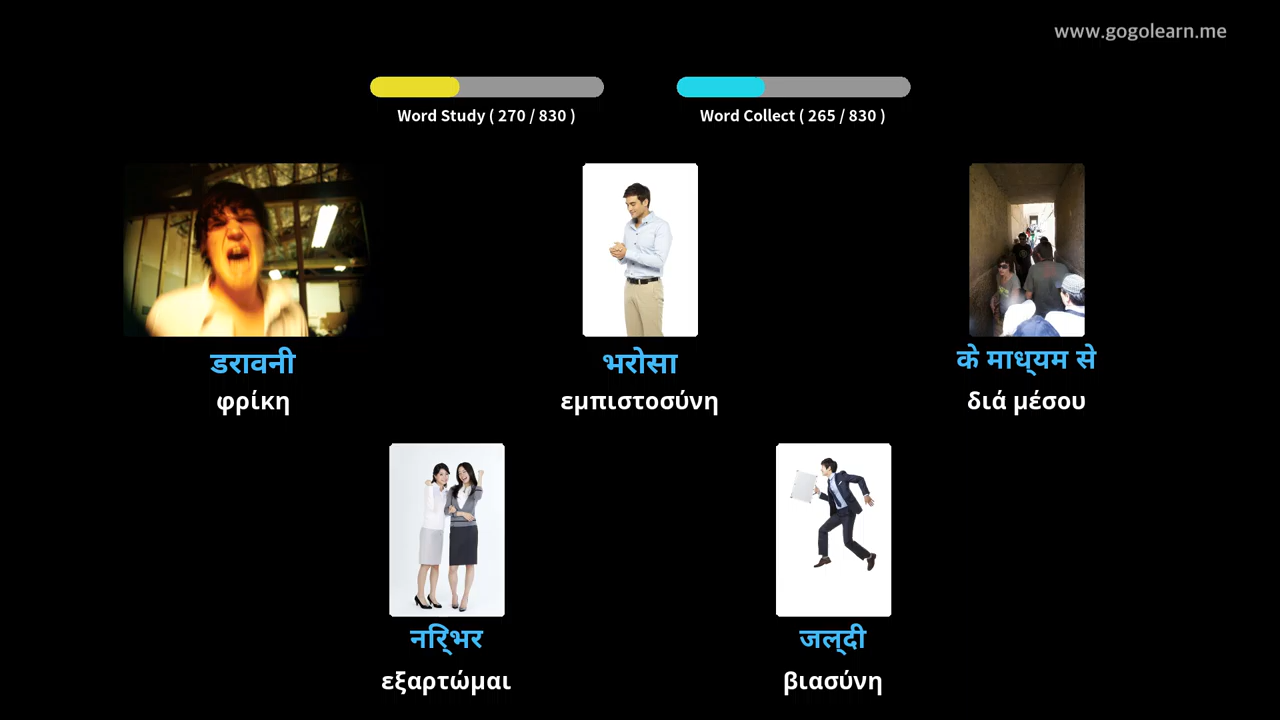 www.gogolearn.me
Word Study ( 270 / 830 )
Word Collect ( 265 / 830 )
डरावनी
भरोसा
के माध्यम से
φρίκη
εμπιστοσύνη
διά μέσου
नरि्भर
जल्दी
εξαρτώμαι
βιασύνη